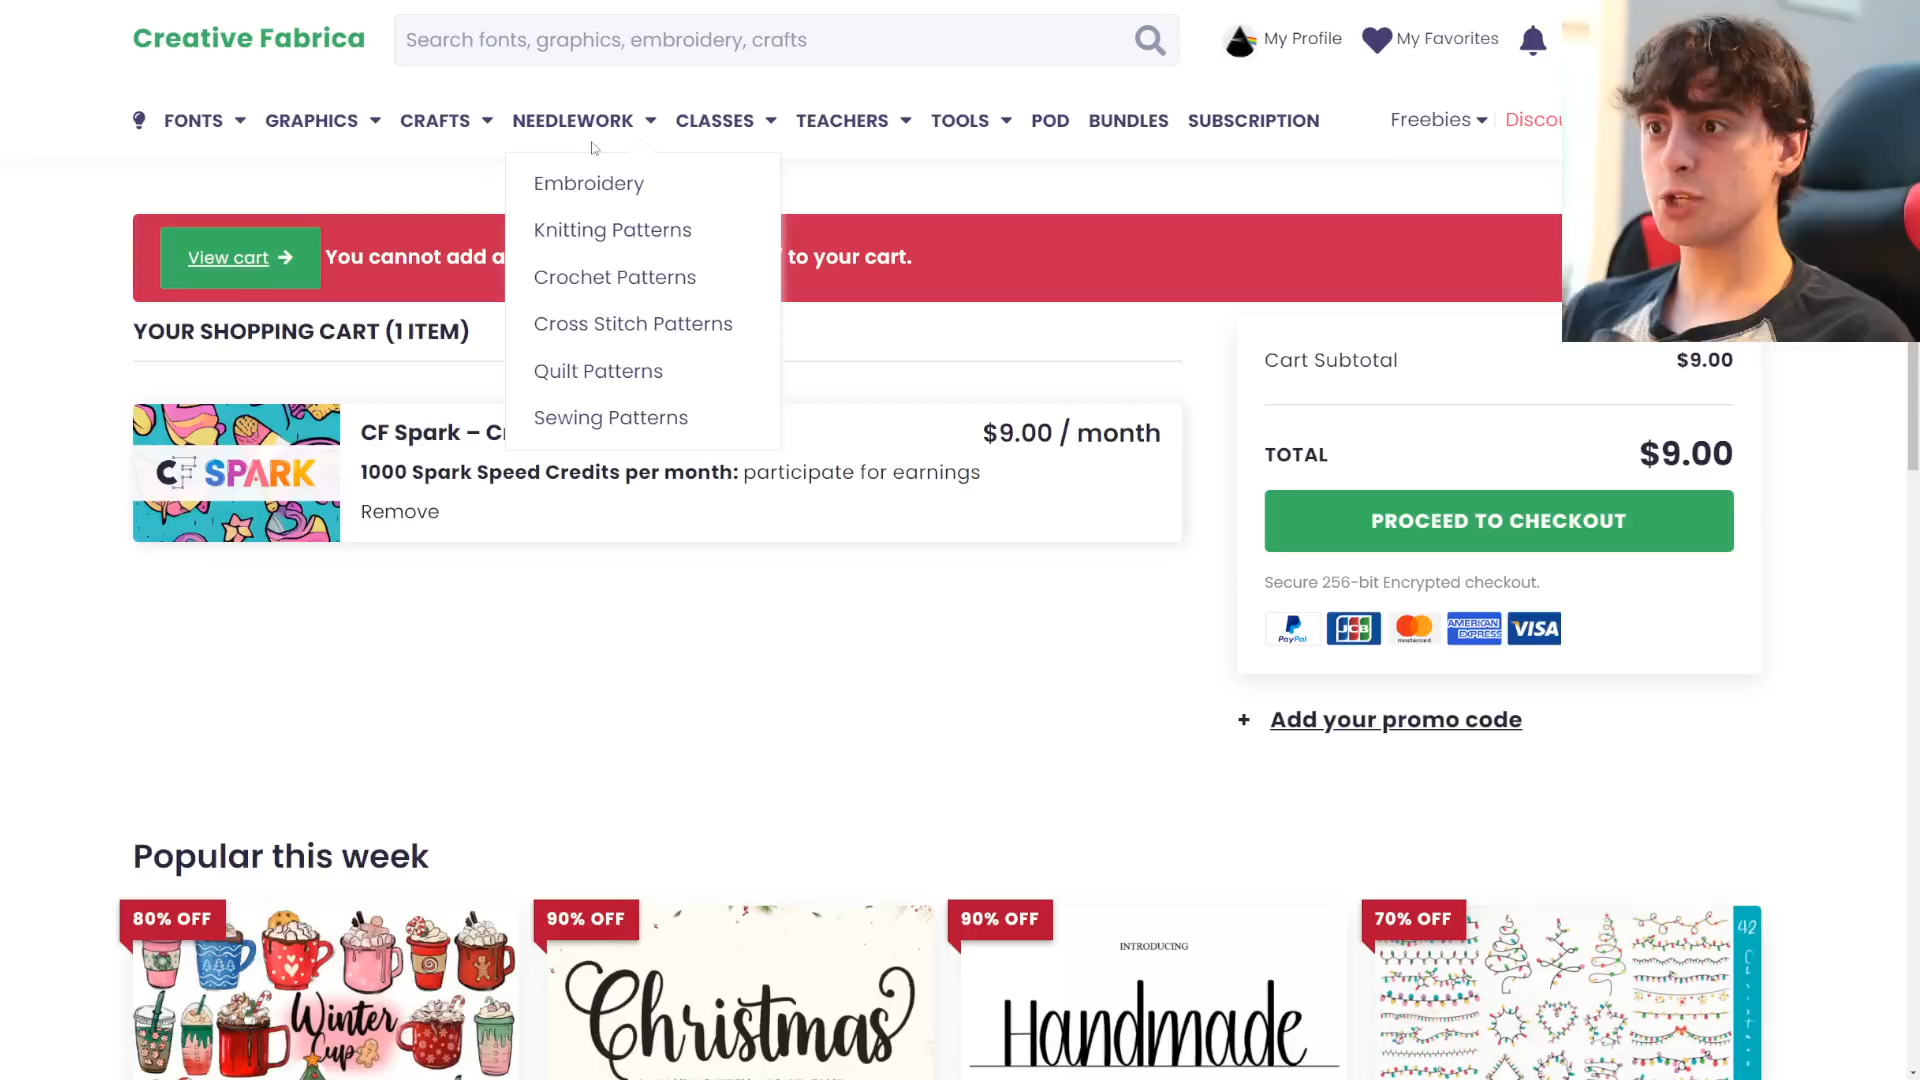 Creative Fabrica
Search fonts, graphics, embroidery, crafts
My Profile
My Favorites
FONTS
GRAPHICS
CRAFTS
NEEDLEWORK
CLASSES
TEACHERS
TOOLS
POD
BUNDLES
SUBSCRIPTION
Freebies
Embroidery
Knitting Patterns
Crochet Patterns
Cross Stitch Patterns
Quilt Patterns
Sewing Patterns
View cart
You cannot add a
to your cart.
YOUR SHOPPING CART (1 ITEM)
CF SPARK
CF Spark –
$9.00 / month
1000 Spark Speed Credits per month: participate for earnings
Remove
Cart Subtotal
$9.00
TOTAL
$9.00
PROCEED TO CHECKOUT
Secure 256-bit Encrypted checkout.
PayPal
JCB
mastercard
AMERICAN EXPRESS
VISA
+ Add your promo code
Popular this week
80% OFF
Winter
Cup
90% OFF
Christmas
90% OFF
INTRODUCING
Handmade
70% OFF
42